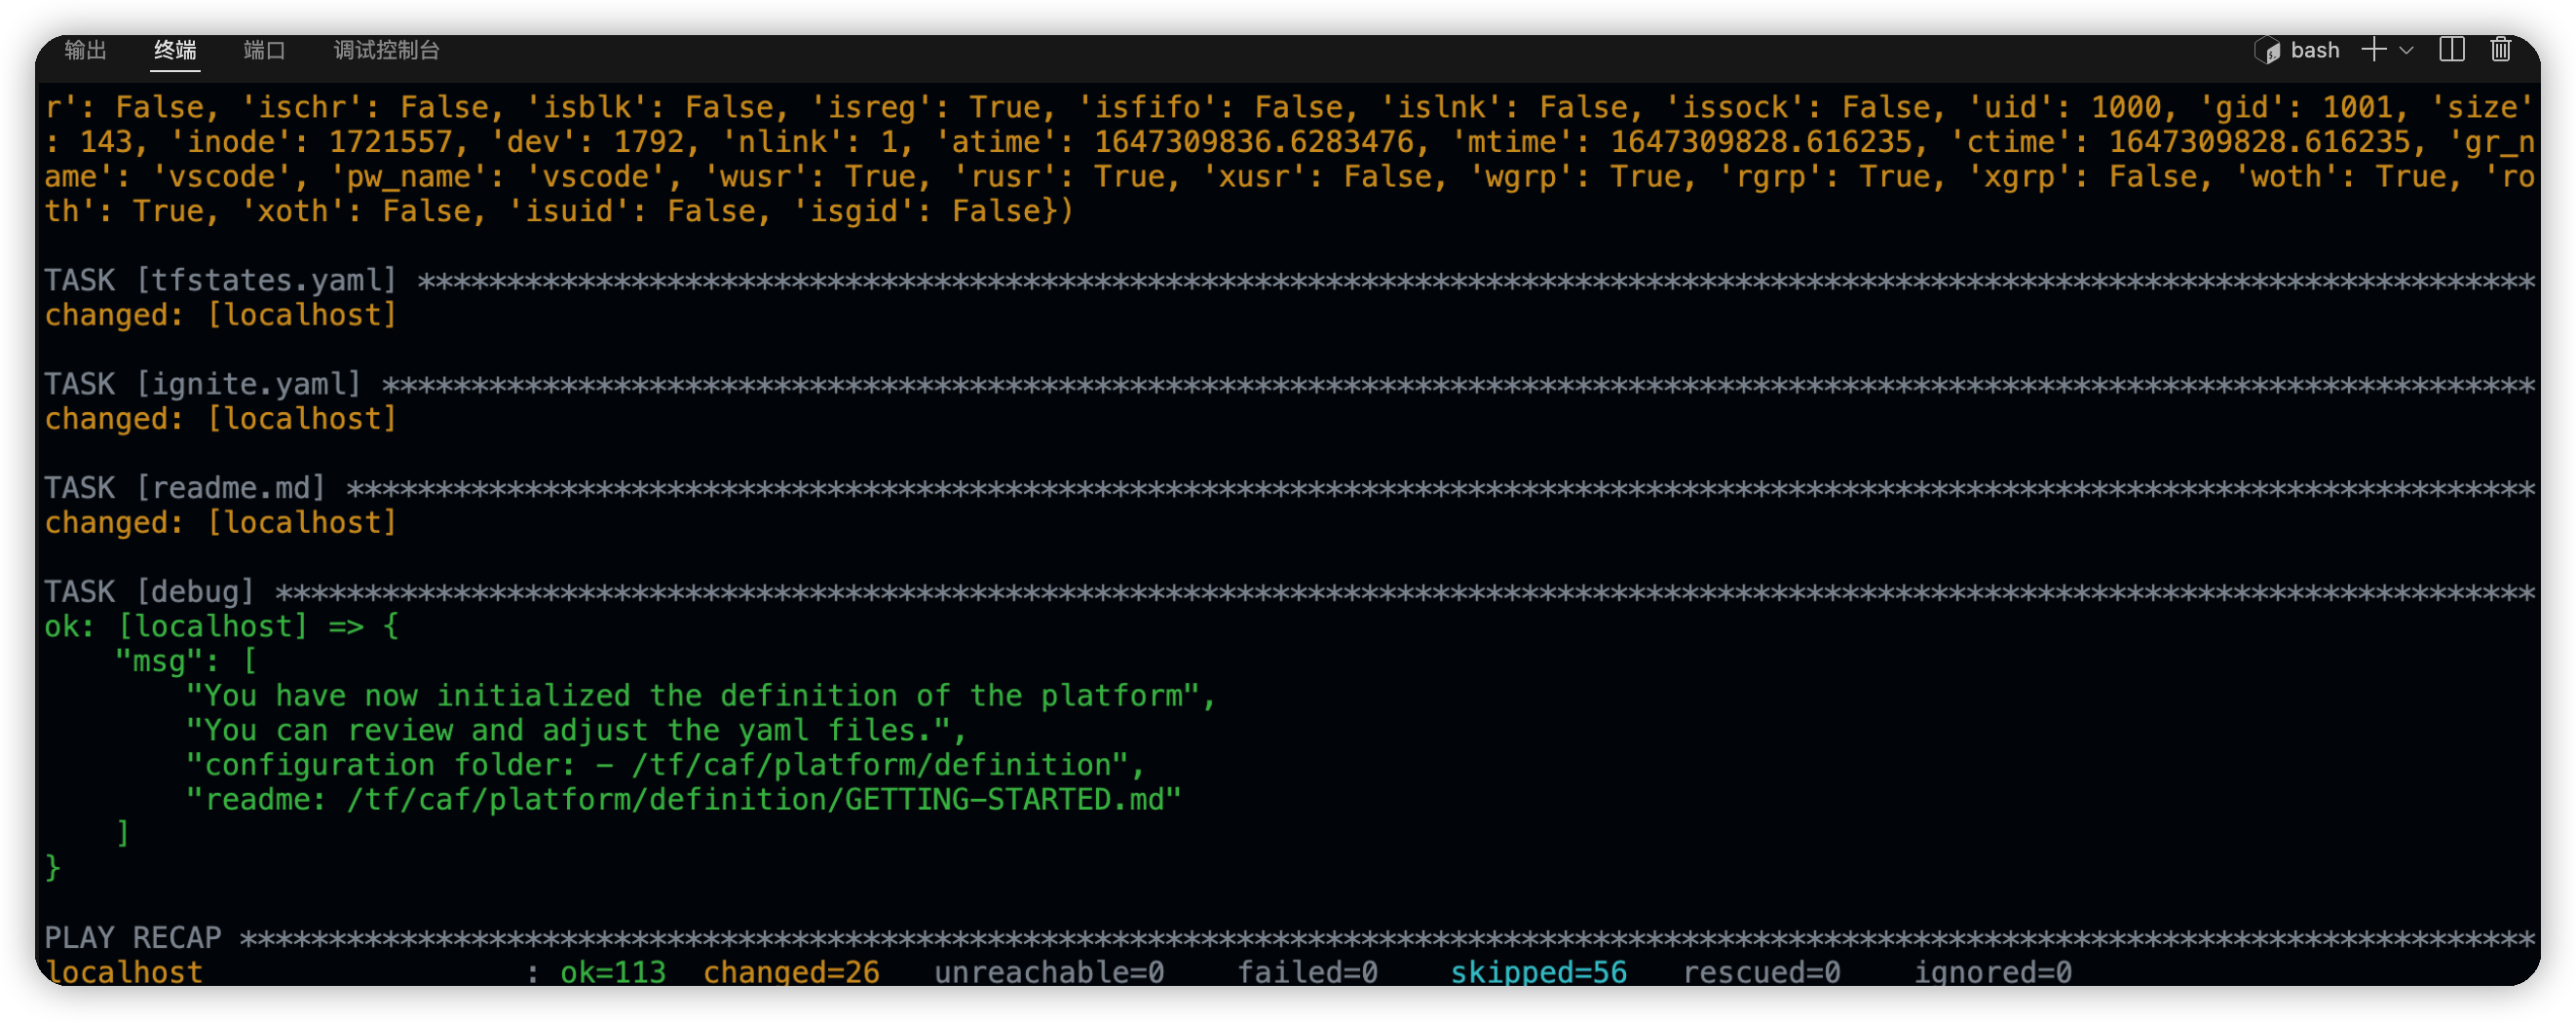 输出 终端 端口 调试控制台 bash
r': False, 'ischr': False, 'isblk': False, 'isreg': True, 'isfifo': False, 'islnk': False, 'issock': False, 'uid': 1000, 'gid': 1001, 'size'
: 143, 'inode': 1721557, 'dev': 1792, 'nlink': 1, 'atime': 1647309836.6283476, 'mtime': 1647309828.616235, 'ctime': 1647309828.616235, 'gr_n
ame': 'vscode', 'pw_name': 'vscode', 'wusr': True, 'rusr': True, 'xusr': False, 'wgrp': True, 'rgrp': True, 'xgrp': False, 'woth': True, 'ro
th': True, 'xoth': False, 'isuid': False, 'isgid': False})
TASK [tfstates.yaml] ***********************************************************************************************************************
changed: [localhost]
TASK [ignite.yaml] *************************************************************************************************************************
changed: [localhost]
TASK [readme.md] ***************************************************************************************************************************
changed: [localhost]
TASK [debug] *******************************************************************************************************************************
ok: [localhost] => {
    "msg": [
        "You have now initialized the definition of the platform",
        "You can review and adjust the yaml files.",
        "configuration folder: - /tf/caf/platform/definition",
        "readme: /tf/caf/platform/definition/GETTING-STARTED.md"
    ]
}
PLAY RECAP *********************************************************************************************************************************
localhost                  : ok=113  changed=26   unreachable=0    failed=0    skipped=56   rescued=0    ignored=0